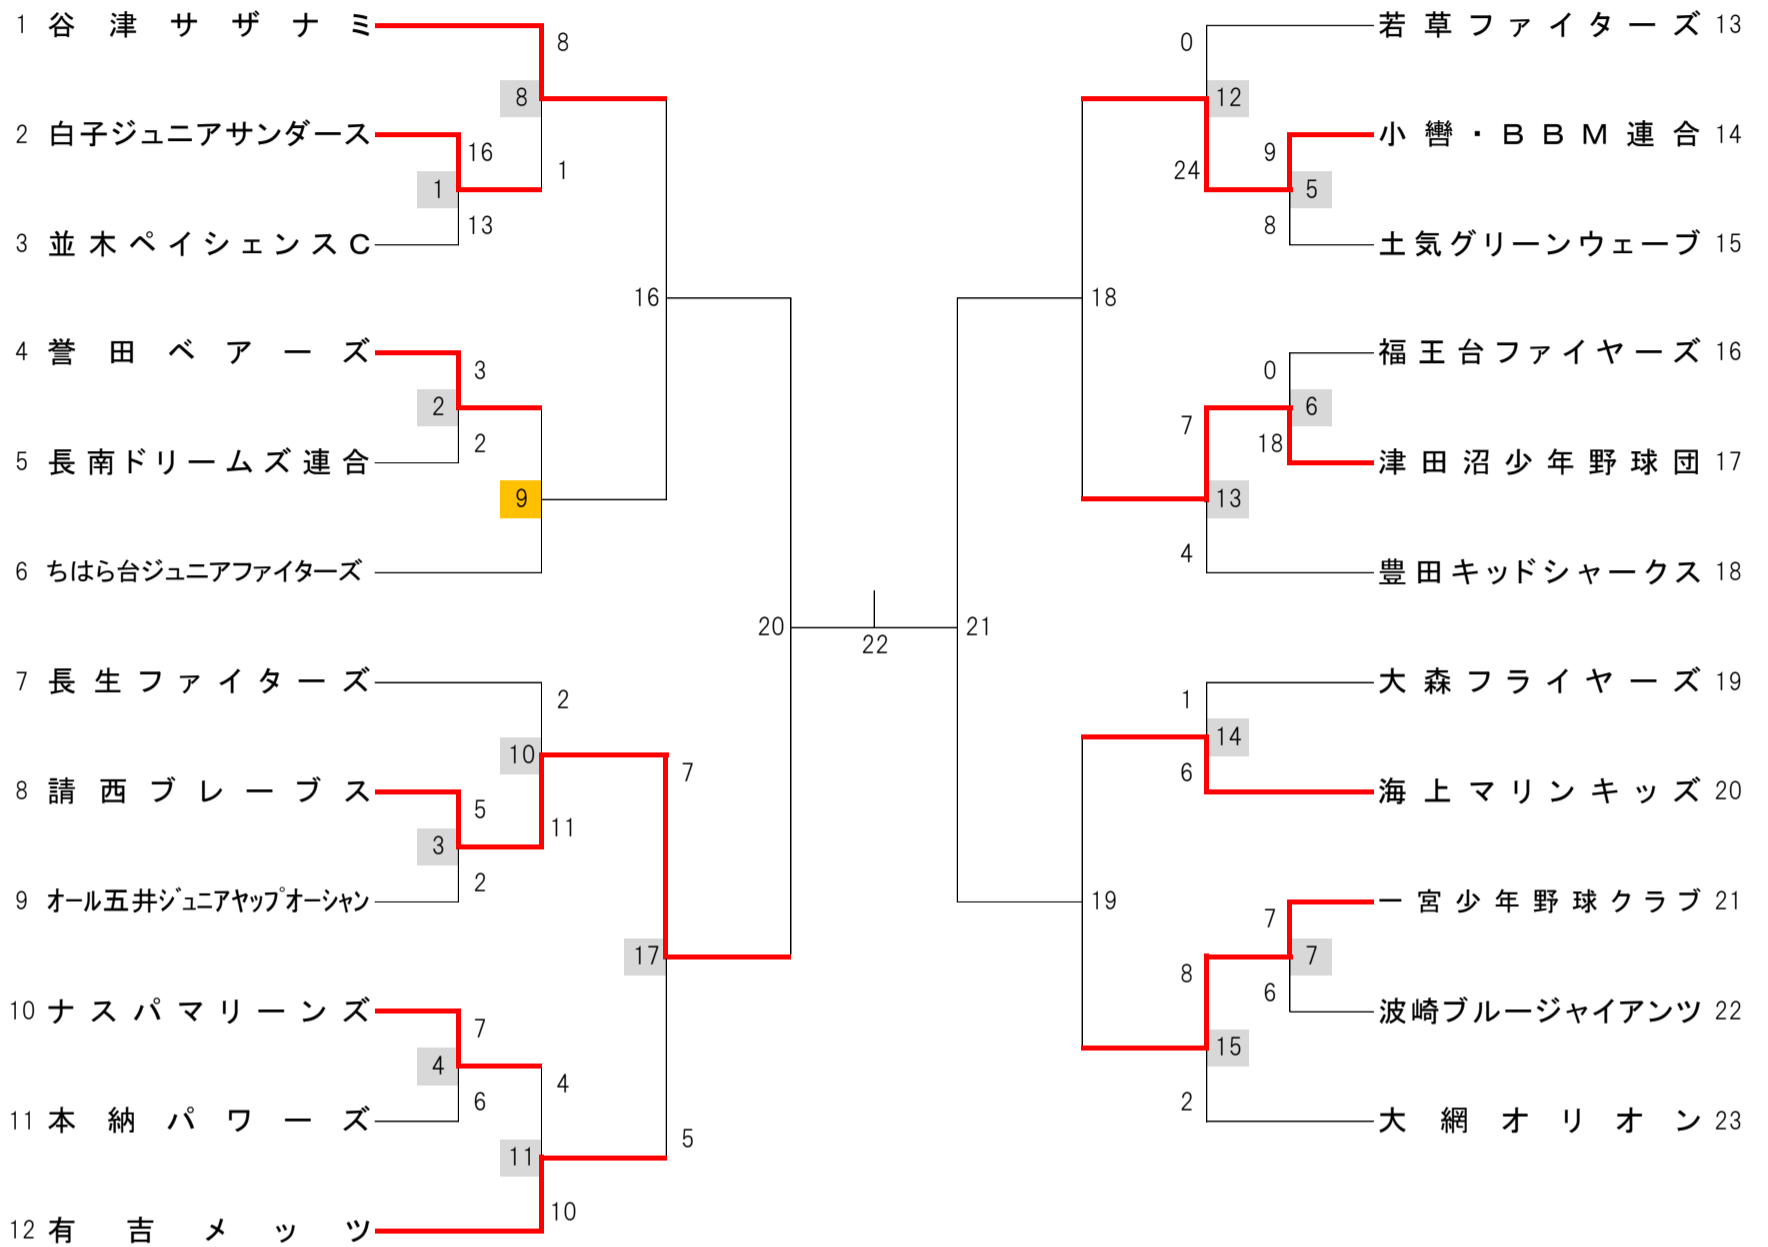 1 谷津サザナミ
8
8
2 白子ジュニアサンダース
16
1
1
13
3 並木ペイシェンスC
16
4 誉田ベアーズ
3
2
2
5 長南ドリームズ連合
9
6 ちはら台ジュニアファイターズ
20
22
7 長生ファイターズ
2
10
7
8 請西ブレーブス
5
11
3
2
9 オール五井ジュニアヤップオーシャン
17
10 ナスパマリーンズ
7
4
4
6
11 本納パワーズ
5
11
10
12 有吉メッツ
若草ファイターズ 13
0
12
小轡・BBM連合 14
9
24
5
8
土気グリーンウェーブ 15
18
福王台ファイヤーズ 16
0
6
7
18
津田沼少年野球団 17
13
4
豊田キッドシャークス 18
21
大森フライヤーズ 19
1
14
6
海上マリンキッズ 20
19
一宮少年野球クラブ 21
7
7
8
6
波崎ブルージャイアンツ 22
15
2
大網オリオン 23